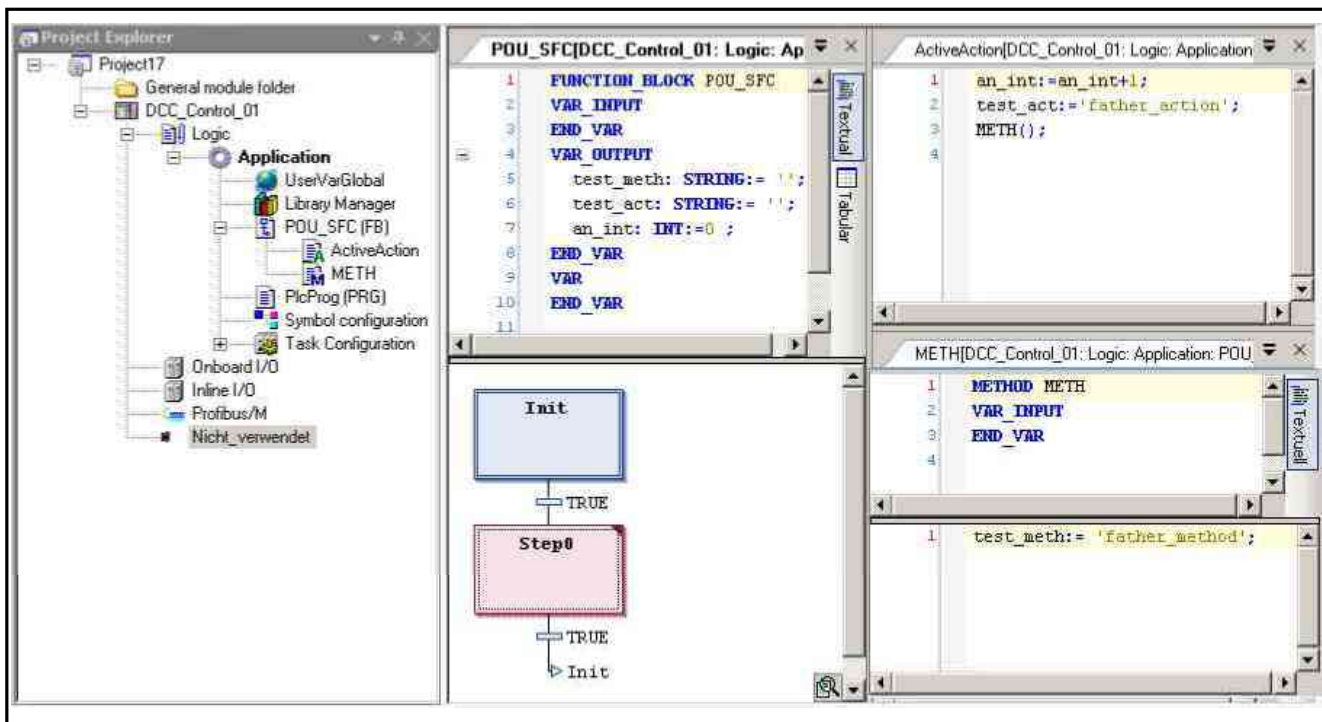 Project Explorer
Project17
General module folder
DCC_Control_01
Logic
Application
UserVarGlobal
Library Manager
POU_SFC (FB)
ActiveAction
METH
PlcProg (PRG)
Symbol configuration
Task Configuration
Onboard I/O
Inline I/O
Profibus/M
Nicht_verwendet
POU_SFC[DCC_Control_01: Logic: Ap
1 FUNCTION_BLOCK POU_SFC
2 VAR_INPUT
3 END_VAR
4 VAR_OUTPUT
5 test_meth: STRING:= '';
6 test_act: STRING:= '';
7 an_int: INT:=0 ;
8 END_VAR
9 VAR
10 END_VAR
11
Textual
Tabular
Init
TRUE
Step0
TRUE
Init
ActiveAction[DCC_Control_01: Logic: Application
1 an_int:=an_int+1;
2 test_act:='father_action';
3 METH();
4
METH[DCC_Control_01: Logic: Application: POU_
1 METHOD METH
2 VAR_INPUT
3 END_VAR
4
Textuell
1 test_meth:= 'father_method';